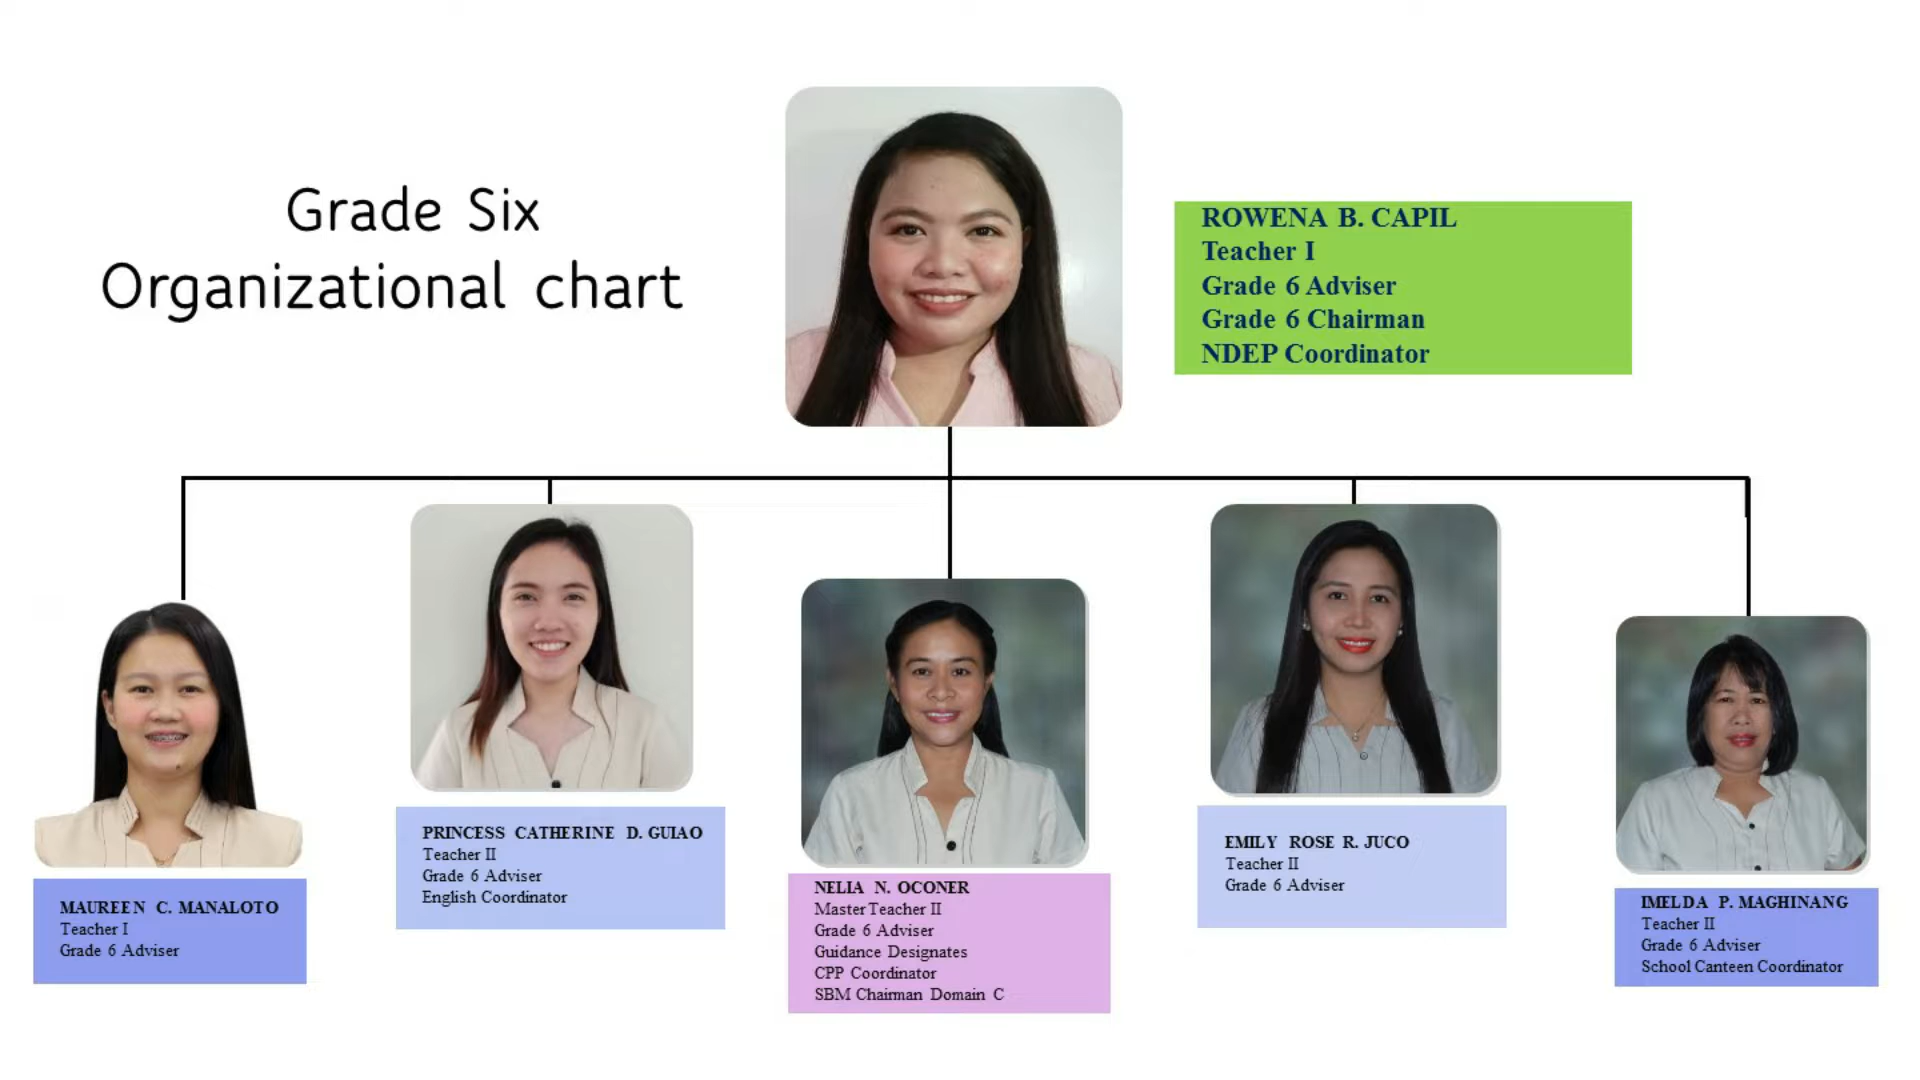 Grade Six
Organizational chart
ROWENA B. CAPIL
Teacher I
Grade 6 Adviser
Grade 6 Chairman
NDEP Coordinator
MAUREEN C. MANALOTO
Teacher I
Grade 6 Adviser
PRINCESS CATHERINE D. GUIAO
Teacher II
Grade 6 Adviser
English Coordinator
NELIA N. OCONER
Master Teacher II
Grade 6 Adviser
Guidance Designates
CPP Coordinator
SBM Chairman Domain C
EMILY ROSE R. JUCO
Teacher II
Grade 6 Adviser
IMELDA P. MAGHINANG
Teacher II
Grade 6 Adviser
School Canteen Coordinator